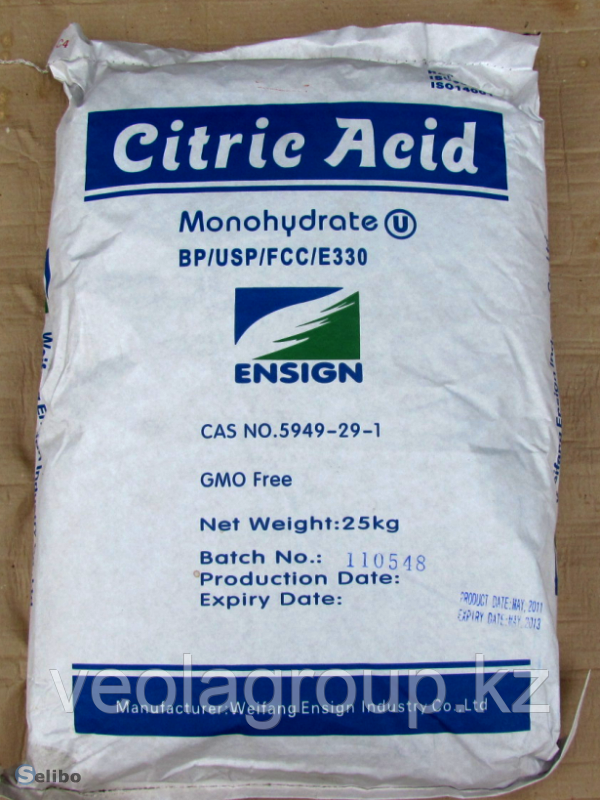 ISO14001
Citric Acid
Monohydrate U
BP/USP/FCC/E330
ENSIGN
CAS NO.5949-29-1
GMO Free
Net Weight:25kg
Batch No.: 110548
Production Date:
Expiry Date:
PRODUCT DATE:MAY, 2011
EXPIRY DATE:MAY, 2013
veolagroup.kz
Manufacturer:Weifang Ensign Industry Co.,Ltd
Selibo